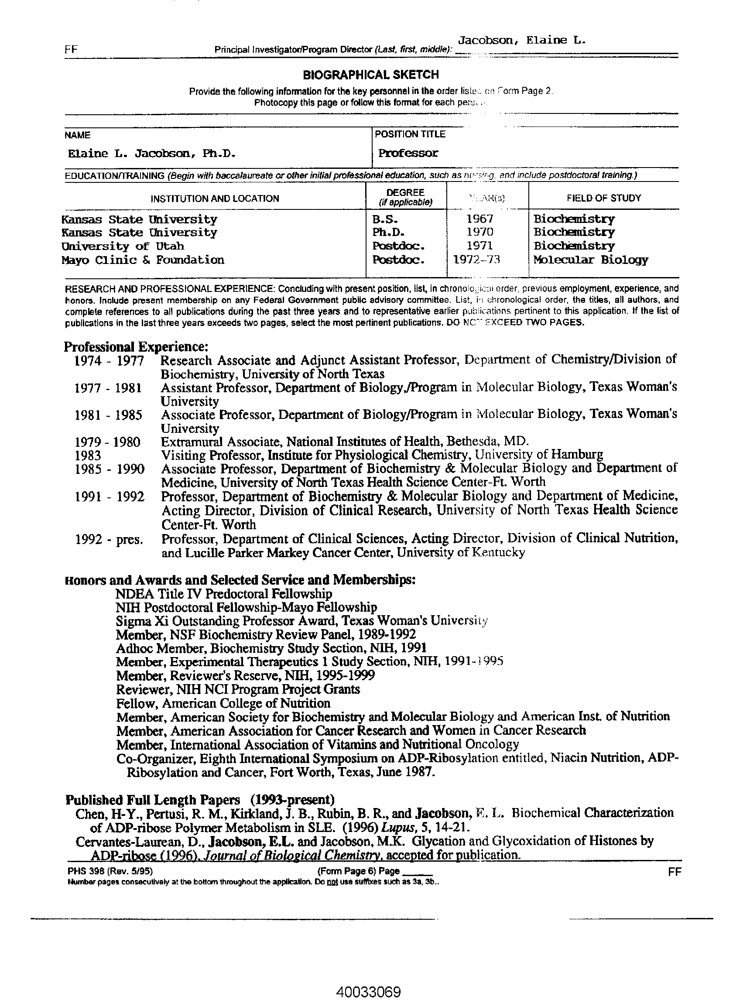 Jacobson, Elaine L.
FF Principal Investigator/Program Director (Last, first, middle):
BIOGRAPHICAL SKETCH
Provide the following information for the key personnel in the order listed on Form Page 2.
Photocopy this page or follow this format for each person.
NAME POSITION TITLE
Elaine L. Jacobson, Ph.D. Professor
EDUCATION/TRAINING (Begin with baccalaureate or other initial professional education, such as nursing, and include postdoctoral training.)
INSTITUTION AND LOCATION DEGREE (if applicable) YEAR(s) FIELD OF STUDY
Kansas State University B.S. 1967 Biochemistry
Kansas State University Ph.D. 1970 Biochemistry
University of Utah Postdoc. 1971 Biochemistry
Mayo Clinic & Foundation Postdoc. 1972-73 Molecular Biology
RESEARCH AND PROFESSIONAL EXPERIENCE: Concluding with present position, list, in chronological order, previous employment, experience, and
honors. Include present membership on any Federal Government public advisory committee. List, in chronological order, the titles, all authors, and
complete references to all publications during the past three years and to representative earlier publications pertinent to this application. If the list of
publications in the last three years exceeds two pages, select the most pertinent publications. DO NOT EXCEED TWO PAGES.
Professional Experience:
1974 - 1977 Research Associate and Adjunct Assistant Professor, Department of Chemistry/Division of
Biochemistry, University of North Texas
1977 - 1981 Assistant Professor, Department of Biology,/Program in Molecular Biology, Texas Woman's
University
1981 - 1985 Associate Professor, Department of Biology/Program in Molecular Biology, Texas Woman's
University
1979 - 1980 Extramural Associate, National Institutes of Health, Bethesda, MD.
1983 Visiting Professor, Institute for Physiological Chemistry, University of Hamburg
1985 - 1990 Associate Professor, Department of Biochemistry & Molecular Biology and Department of
Medicine, University of North Texas Health Science Center-Ft. Worth
1991 - 1992 Professor, Department of Biochemistry & Molecular Biology and Department of Medicine,
Acting Director, Division of Clinical Research, University of North Texas Health Science
Center-Ft. Worth
1992 - pres. Professor, Department of Clinical Sciences, Acting Director, Division of Clinical Nutrition,
and Lucille Parker Markey Cancer Center, University of Kentucky
Honors and Awards and Selected Service and Memberships:
NDEA Title IV Predoctoral Fellowship
NIH Postdoctoral Fellowship-Mayo Fellowship
Sigma Xi Outstanding Professor Award, Texas Woman's University
Member, NSF Biochemistry Review Panel, 1989-1992
Adhoc Member, Biochemistry Study Section, NIH, 1991
Member, Experimental Therapeutics 1 Study Section, NIH, 1991-1995
Member, Reviewer's Reserve, NIH, 1995-1999
Reviewer, NIH NCI Program Project Grants
Fellow, American College of Nutrition
Member, American Society for Biochemistry and Molecular Biology and American Inst. of Nutrition
Member, American Association for Cancer Research and Women in Cancer Research
Member, International Association of Vitamins and Nutritional Oncology
Co-Organizer, Eighth International Symposium on ADP-Ribosylation entitled, Niacin Nutrition, ADP-
Ribosylation and Cancer, Fort Worth, Texas, June 1987.
Published Full Length Papers (1993-present)
Chen, H-Y., Pertusi, R. M., Kirkland, J. B., Rubin, B. R., and Jacobson, E. L. Biochemical Characterization
of ADP-ribose Polymer Metabolism in SLE. (1996) Lupus, 5, 14-21.
Cervantes-Laurean, D., Jacobson, E.L. and Jacobson, M.K. Glycation and Glycoxidation of Histones by
ADP-ribose (1996), Journal of Biological Chemistry, accepted for publication.
PHS 398 (Rev. 5/95) (Form Page 6) Page FF
Number pages consecutively at the bottom throughout the application. Do not use suffixes such as 3a, 3b..
40033069